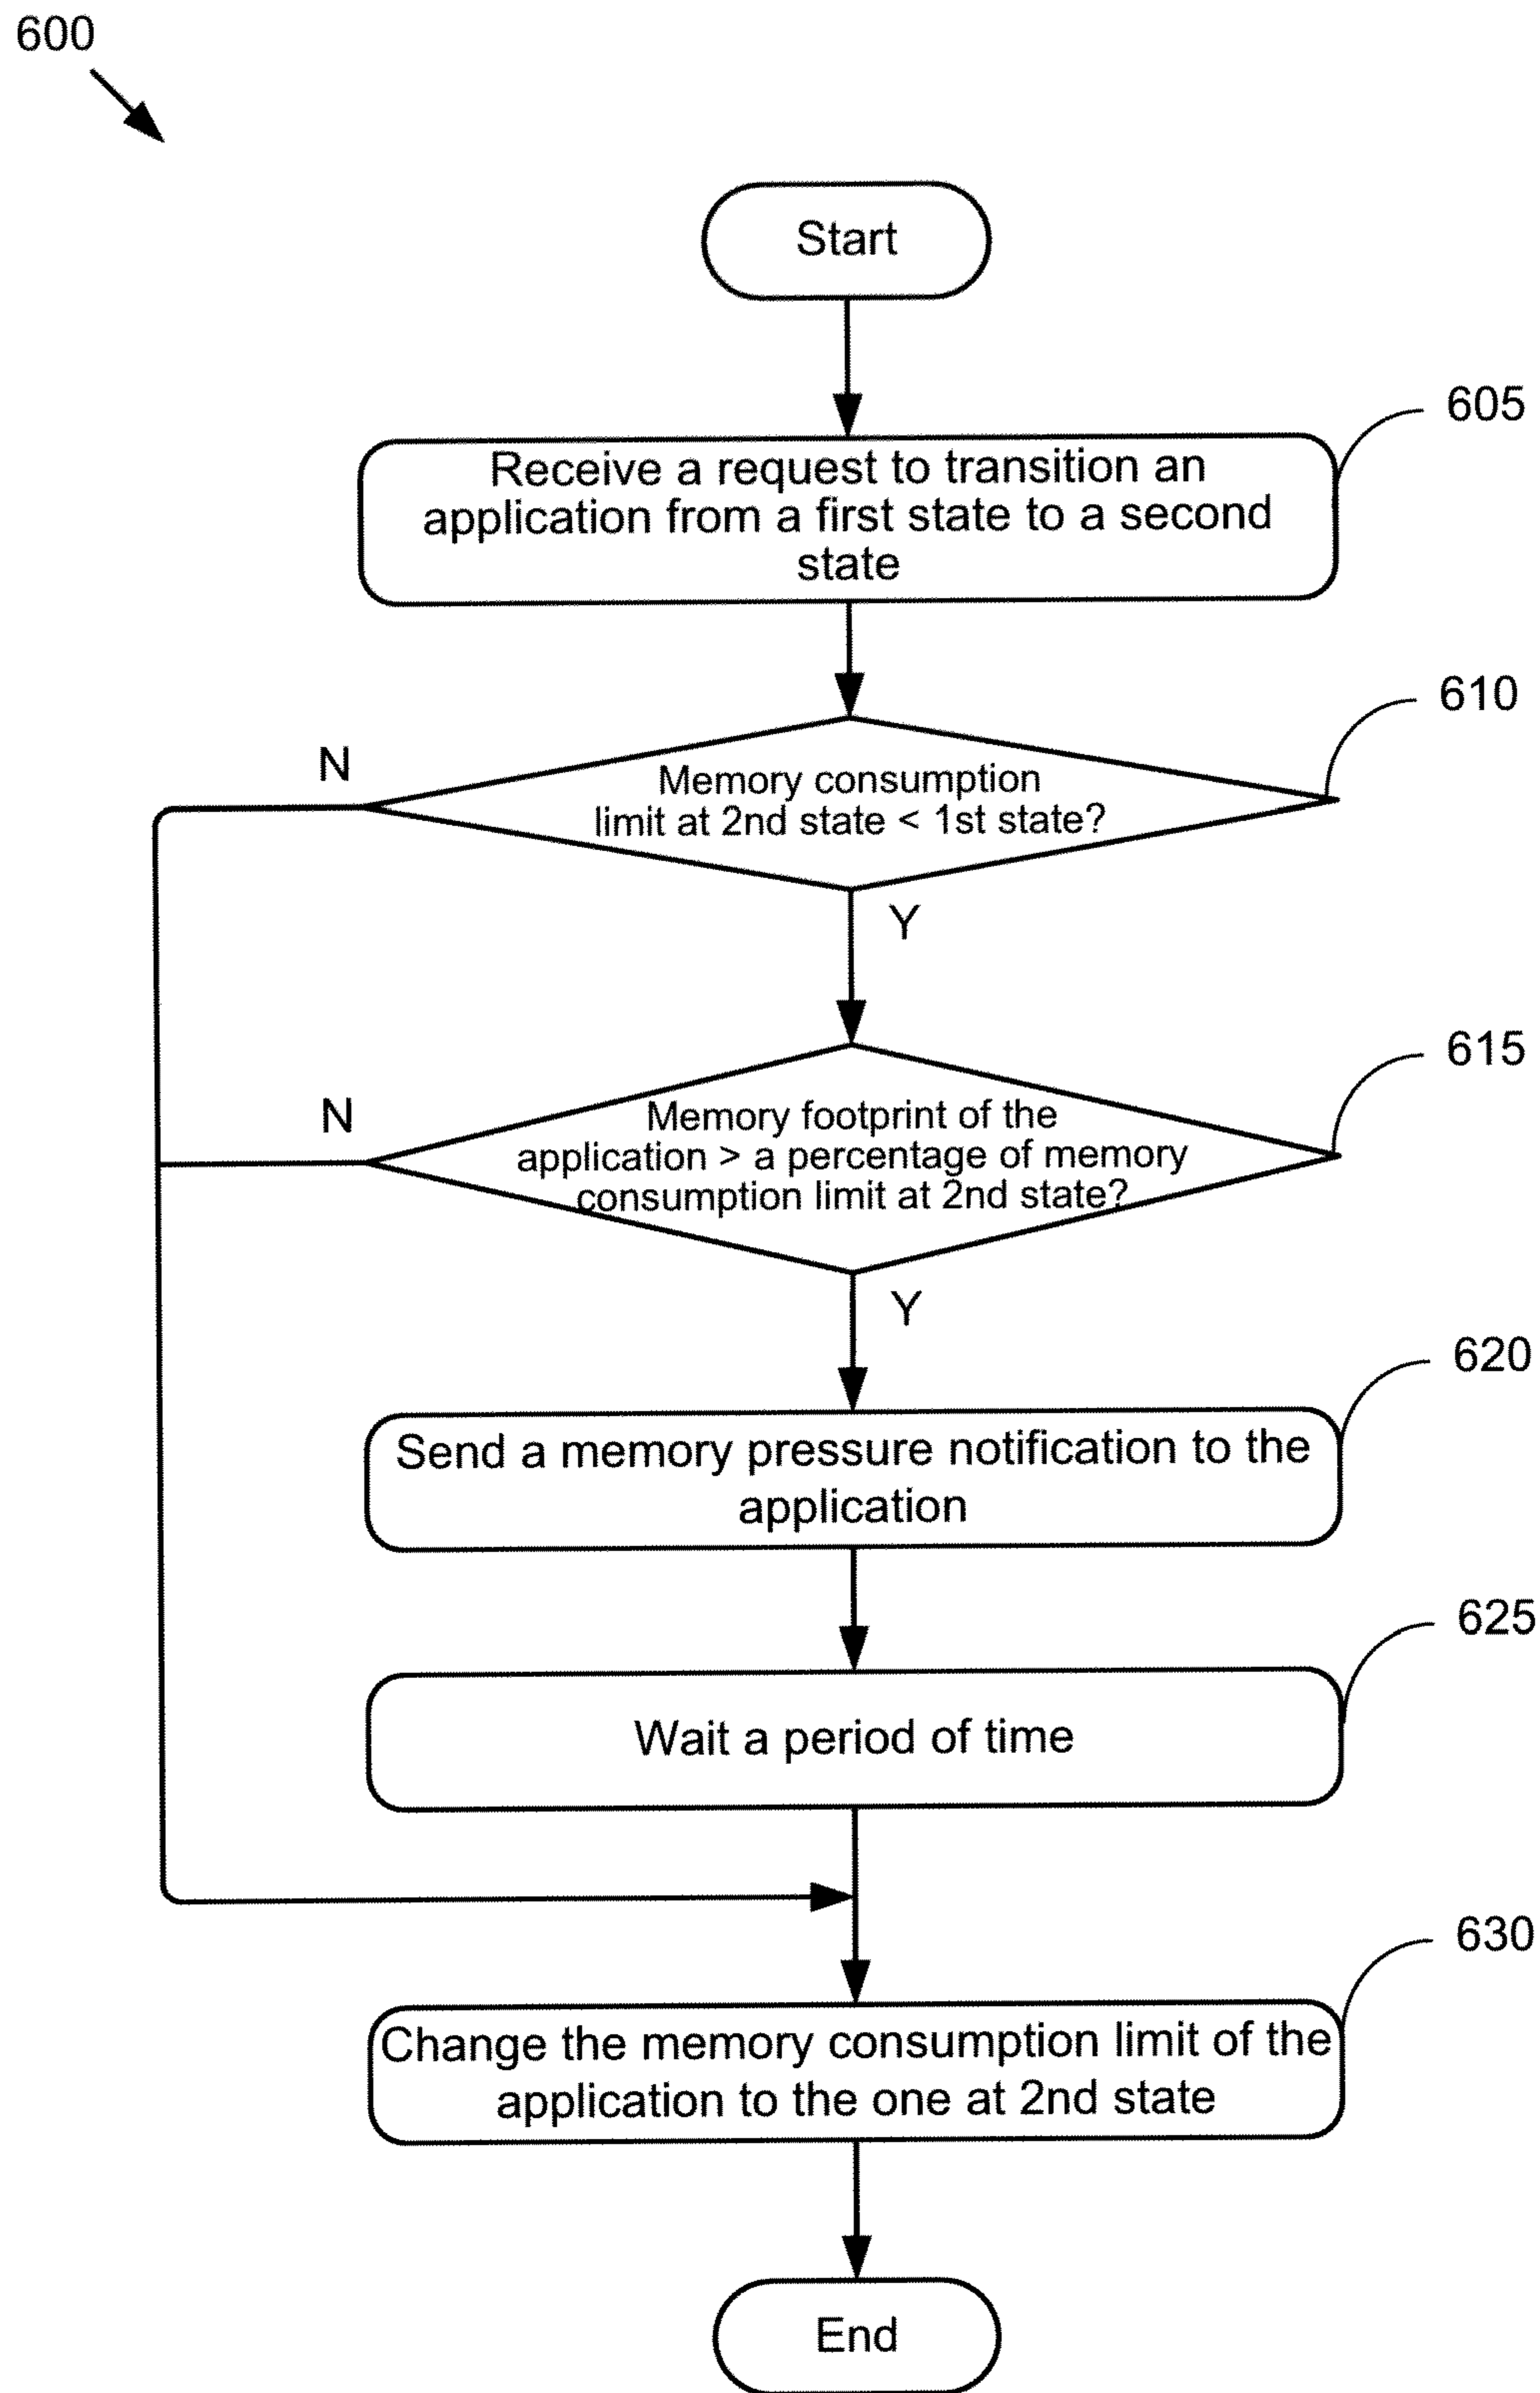 600
Start
605
Receive a request to transition an
application from a first state to a second
state
610
N
Memory consumption
limit at 2nd state < 1st state?
Y
615
N
Memory footprint of the
application > a percentage of memory
consumption limit at 2nd state?
Y
620
Send a memory pressure notification to the
application
625
Wait a period of time
630
Change the memory consumption limit of the
application to the one at 2nd state
End